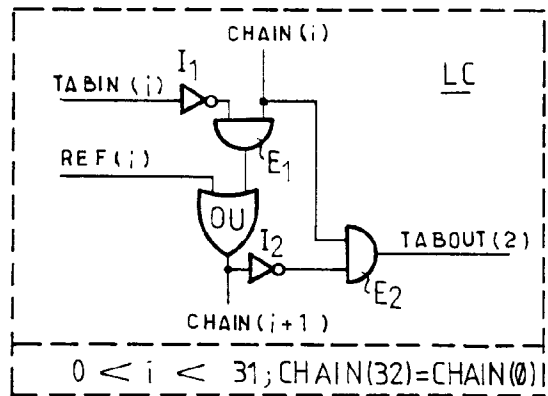 CHAIN(i)
LC
I1
TABIN(i)
E1
REF(i)
OU
I2
TABOUT(2)
E2
CHAIN(i+1)
0 < i < 31; CHAIN(32)=CHAIN(0)